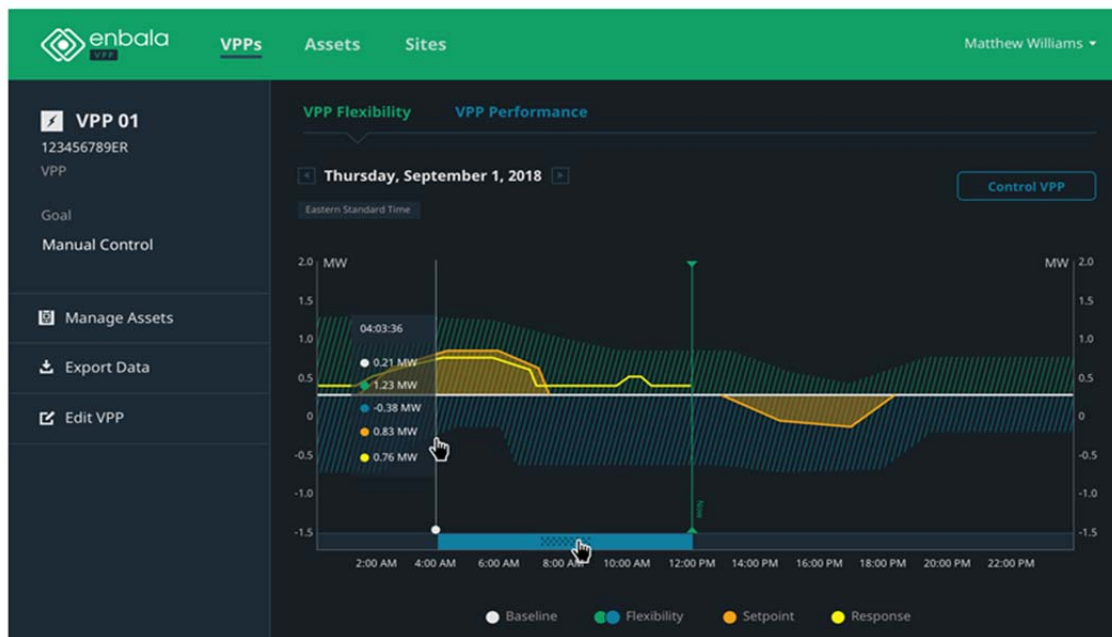 enbala
VPP
VPPs
Assets
Sites
Matthew Williams
VPP 01
123456789ER
VPP
Goal
Manual Control
Manage Assets
Export Data
Edit VPP
VPP Flexibility
VPP Performance
Thursday, September 1, 2018
Control VPP
Eastern Standard Time
2.0
MW
MW
2.0
1.5
1.5
1.0
1.0
0.5
0.5
0
0
-0.5
-0.5
-1.0
-1.0
-1.5
-1.5
04:03:36
0.21 MW
1.23 MW
-0.38 MW
0.83 MW
0.76 MW
Now
2:00 AM
4:00 AM
6:00 AM
8:00 AM
10:00 AM
12:00 PM
14:00 PM
16:00 PM
18:00 PM
20:00 PM
22:00 PM
Baseline
Flexibility
Setpoint
Response